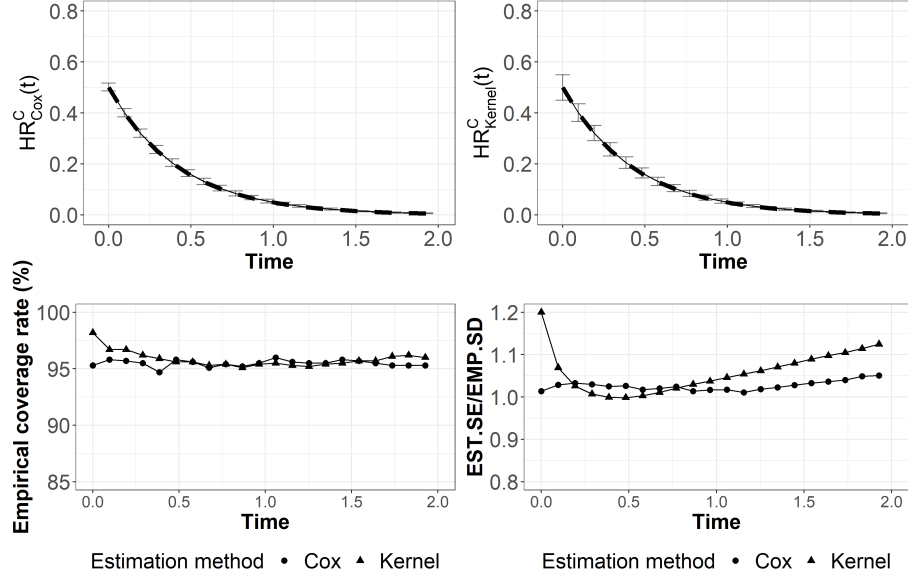 HR^C_Cox(t)
0.8
0.6
0.4
0.2
0.0
0.0 0.5 1.0 1.5 2.0
Time
HR^C_Kernel(t)
0.8
0.6
0.4
0.2
0.0
0.0 0.5 1.0 1.5 2.0
Time
Empirical coverage rate (%)
100
95
90
85
0.0 0.5 1.0 1.5 2.0
Time
Estimation method Cox Kernel
EST.SE/EMP.SD
1.2
1.1
1.0
0.9
0.8
0.0 0.5 1.0 1.5 2.0
Time
Estimation method Cox Kernel